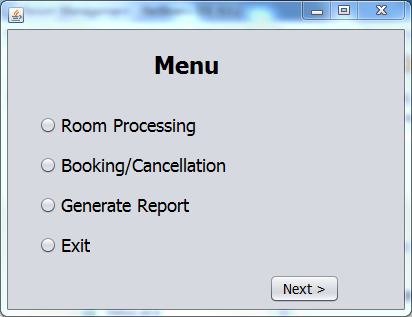 Menu
Room Processing
Booking/Cancellation
Generate Report
Exit
Next >